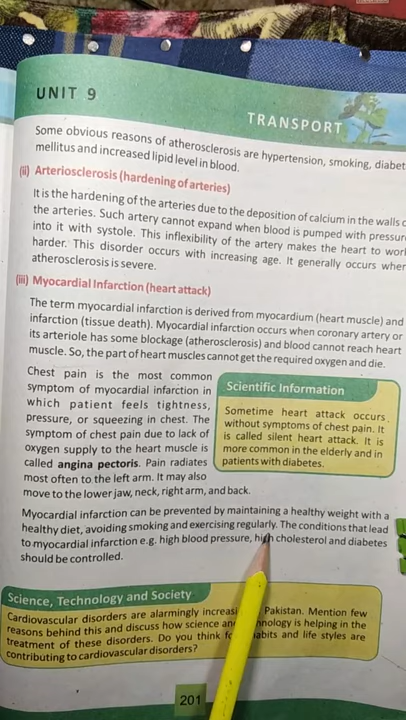 UNIT 9
TRANSPORT
Some obvious reasons of atherosclerosis are hypertension, smoking, diabet
mellitus and increased lipid level in blood.
(ii) Arteriosclerosis (hardening of arteries)
It is the hardening of the arteries due to the deposition of calcium in the walls o
the arteries. Such artery cannot expand when blood is pumped with pressur
into it with systole. This inflexibility of the artery makes the heart to wor
harder. This disorder occurs with increasing age. It generally occurs when
atherosclerosis is severe.
(iii) Myocardial Infarction (heart attack)
The term myocardial infarction is derived from myocardium (heart muscle) and
infarction (tissue death). Myocardial infarction occurs when coronary artery or
its arteriole has some blockage (atherosclerosis) and blood cannot reach heart
muscle. So, the part of heart muscles cannot get the required oxygen and die.
Chest pain is the most common
symptom of myocardial infarction in
which patient feels tightness,
pressure, or squeezing in chest. The
symptom of chest pain due to lack of
oxygen supply to the heart muscle is
called angina pectoris. Pain radiates
most often to the left arm. It may also
move to the lower jaw, neck, right arm, and back.
Scientific Information
Sometime heart attack occurs
without symptoms of chest pain. It
is called silent heart attack. It is
more common in the elderly and in
patients with diabetes.
Myocardial infarction can be prevented by maintaining a healthy weight with a
healthy diet, avoiding smoking and exercising regularly. The conditions that lead
to myocardial infarction e.g. high blood pressure, high cholesterol and diabetes
should be controlled.
Science, Technology and Society
Cardiovascular disorders are alarmingly increasi Pakistan. Mention few
reasons behind this and discuss how science an hnology is helping in the
treatment of these disorders. Do you think f abits and life styles are
contributing to cardiovascular disorders?
201